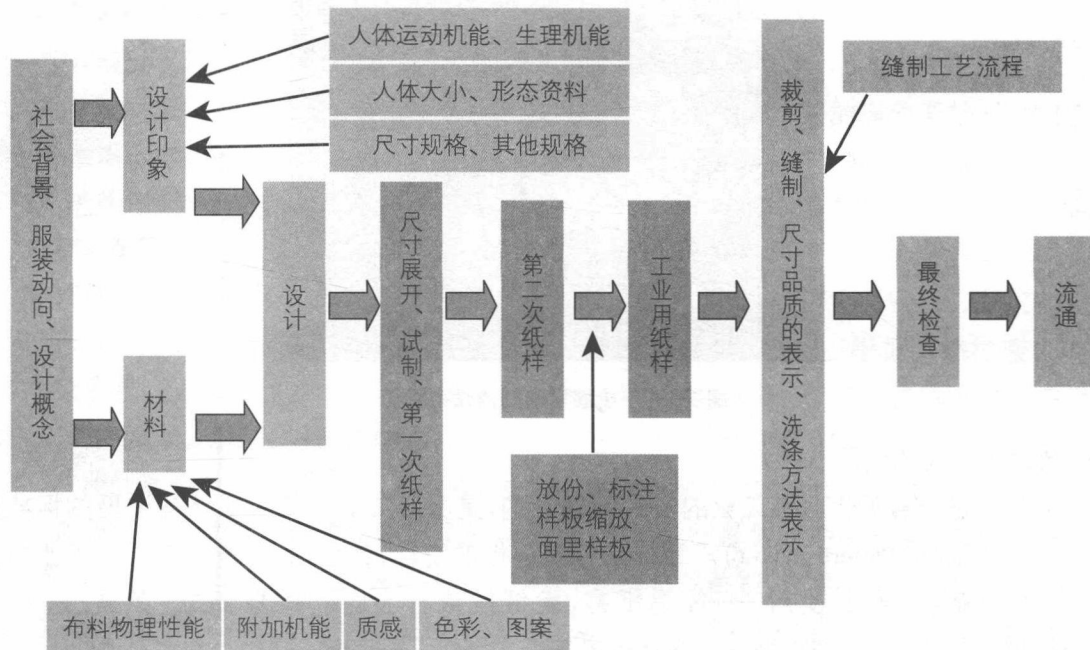 人体运动机能、生理机能
人体大小、形态资料
尺寸规格、其他规格
缝制工艺流程
社会背景、服装动向、设计概念
设计印象
材料
设计
尺寸展开、试制、第一次纸样
第二次纸样
工业用纸样
裁剪、缝制、尺寸品质的表示、洗涤方法表示
最终检查
流通
放份、标注
样板缩放
面里样板
布料物理性能
附加机能
质感
色彩、图案